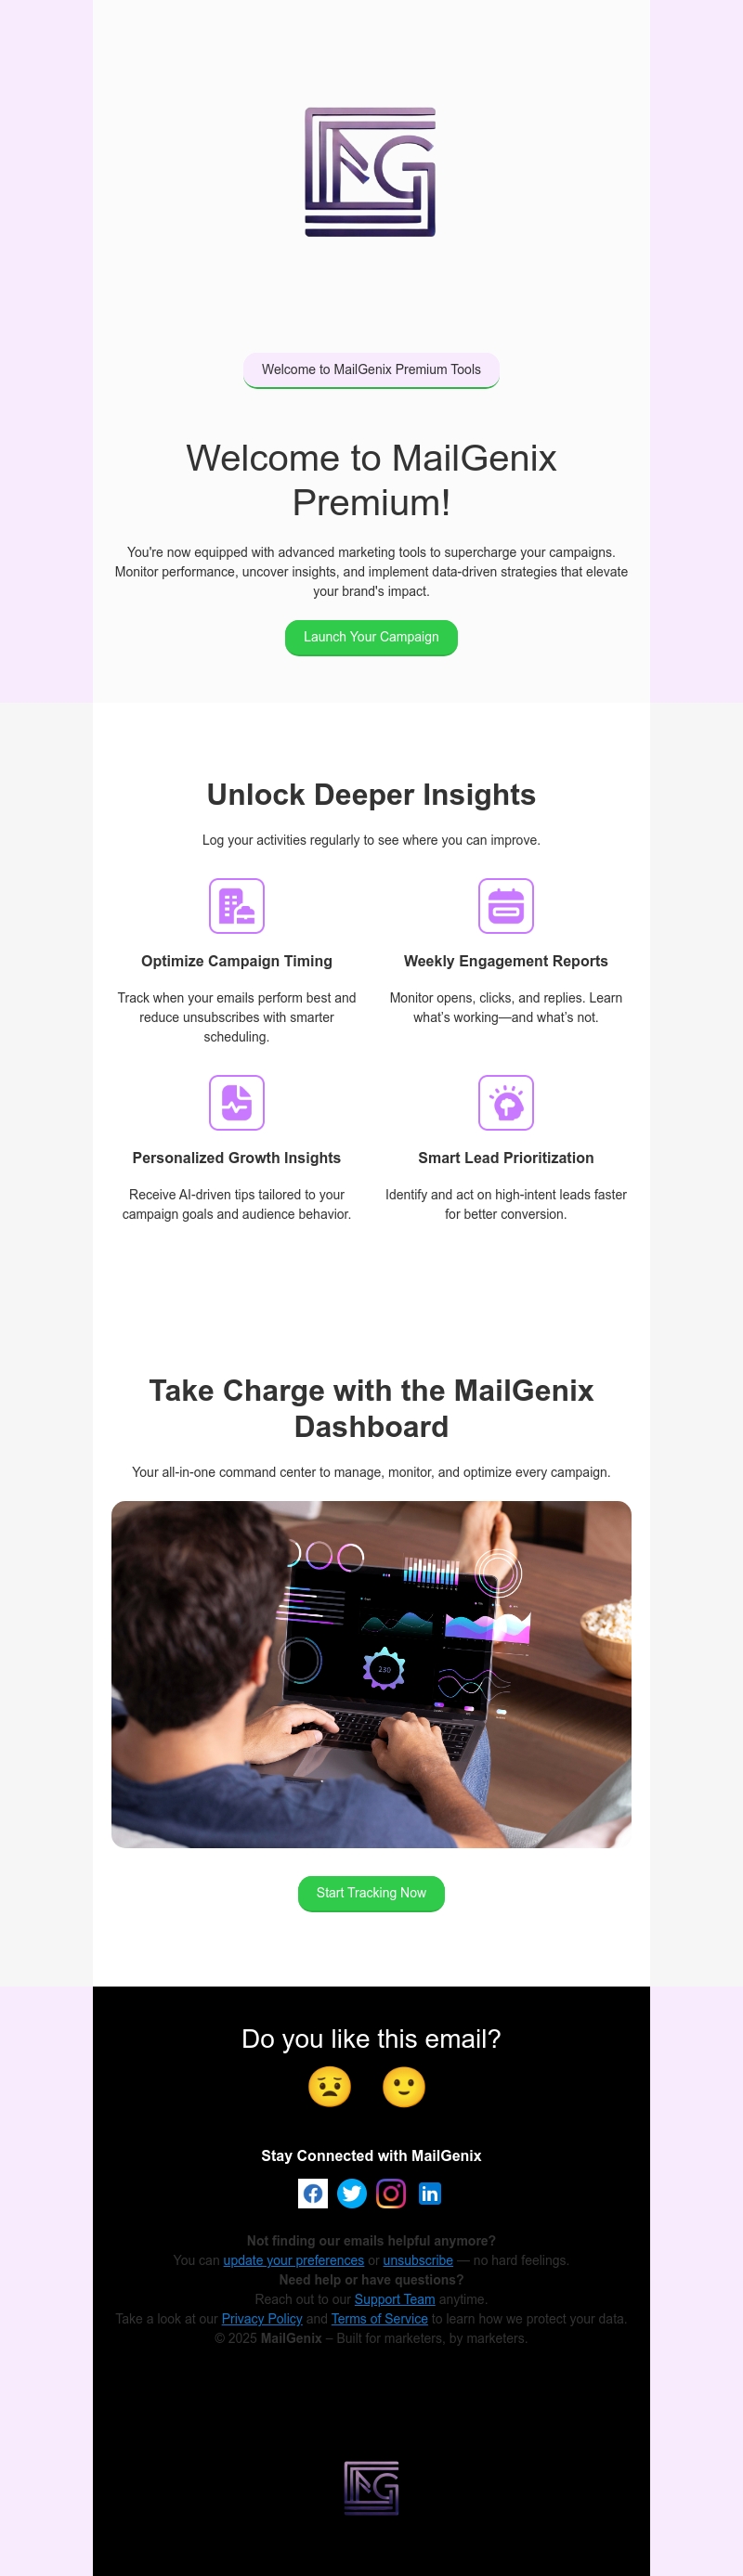 Welcome to MailGenix Premium Tools
Welcome to MailGenix
Premium!
You're now equipped with advanced marketing tools to supercharge your campaigns.
Monitor performance, uncover insights, and implement data-driven strategies that elevate
your brand's impact.
Launch Your Campaign
Unlock Deeper Insights
Log your activities regularly to see where you can improve.
Optimize Campaign Timing
Track when your emails perform best and
reduce unsubscribes with smarter
scheduling.
Weekly Engagement Reports
Monitor opens, clicks, and replies. Learn
what's working—and what's not.
Personalized Growth Insights
Receive AI-driven tips tailored to your
campaign goals and audience behavior.
Smart Lead Prioritization
Identify and act on high-intent leads faster
for better conversion.
Take Charge with the MailGenix
Dashboard
Your all-in-one command center to manage, monitor, and optimize every campaign.
230
Start Tracking Now
Do you like this email?
Stay Connected with MailGenix
Not finding our emails helpful anymore?
You can update your preferences or unsubscribe — no hard feelings.
Need help or have questions?
Reach out to our Support Team anytime.
Take a look at our Privacy Policy and Terms of Service to learn how we protect your data.
© 2025 MailGenix – Built for marketers, by marketers.